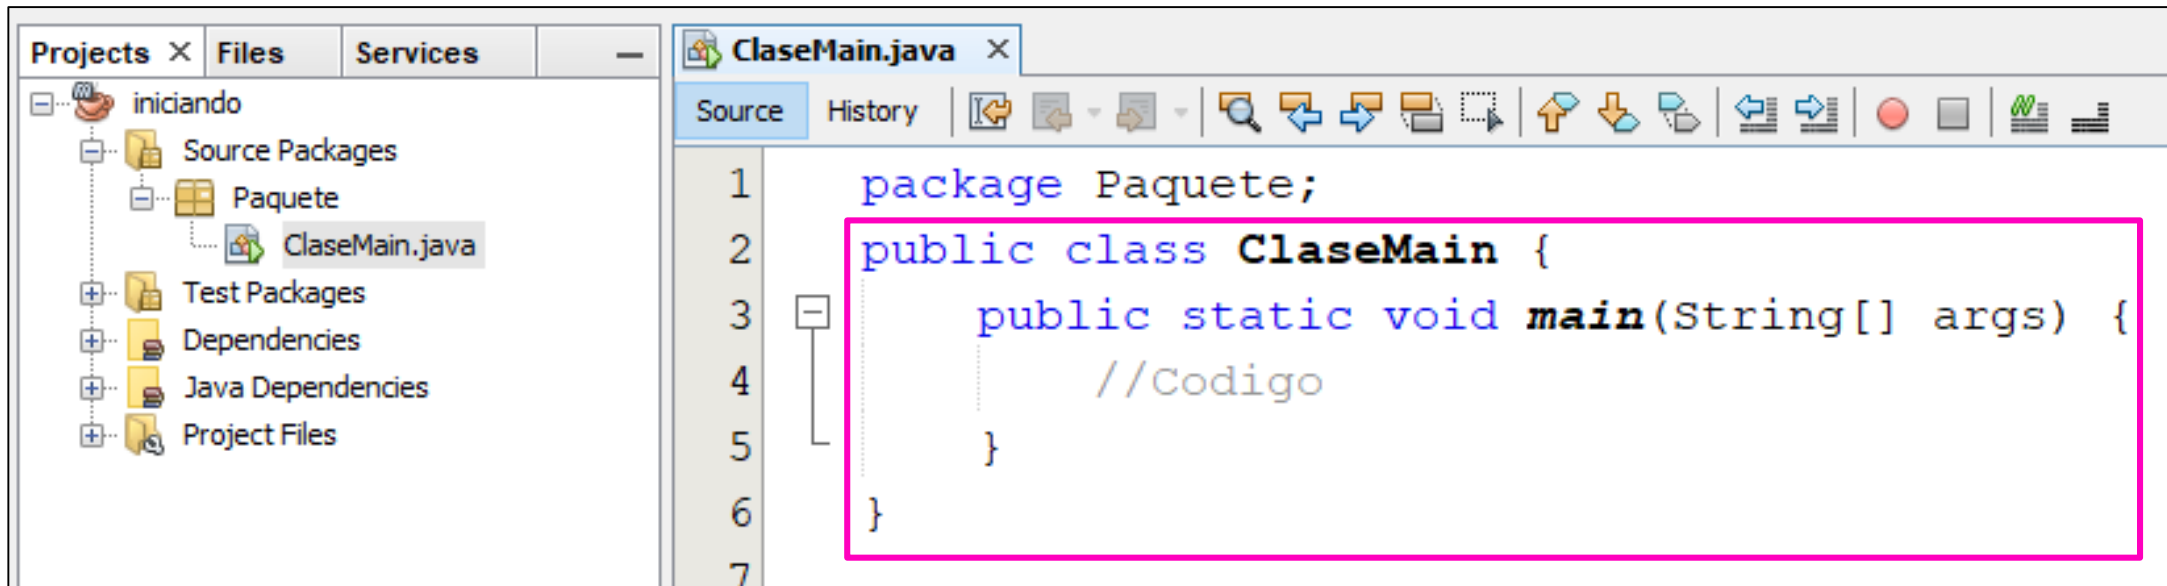 Projects × Files Services
iniciando
Source Packages
Paquete
ClaseMain.java
Test Packages
Dependencies
Java Dependencies
Project Files
ClaseMain.java ×
Source History
1 package Paquete;
2 public class ClaseMain {
3 public static void main(String[] args) {
4 //Codigo
5 }
6 }
7